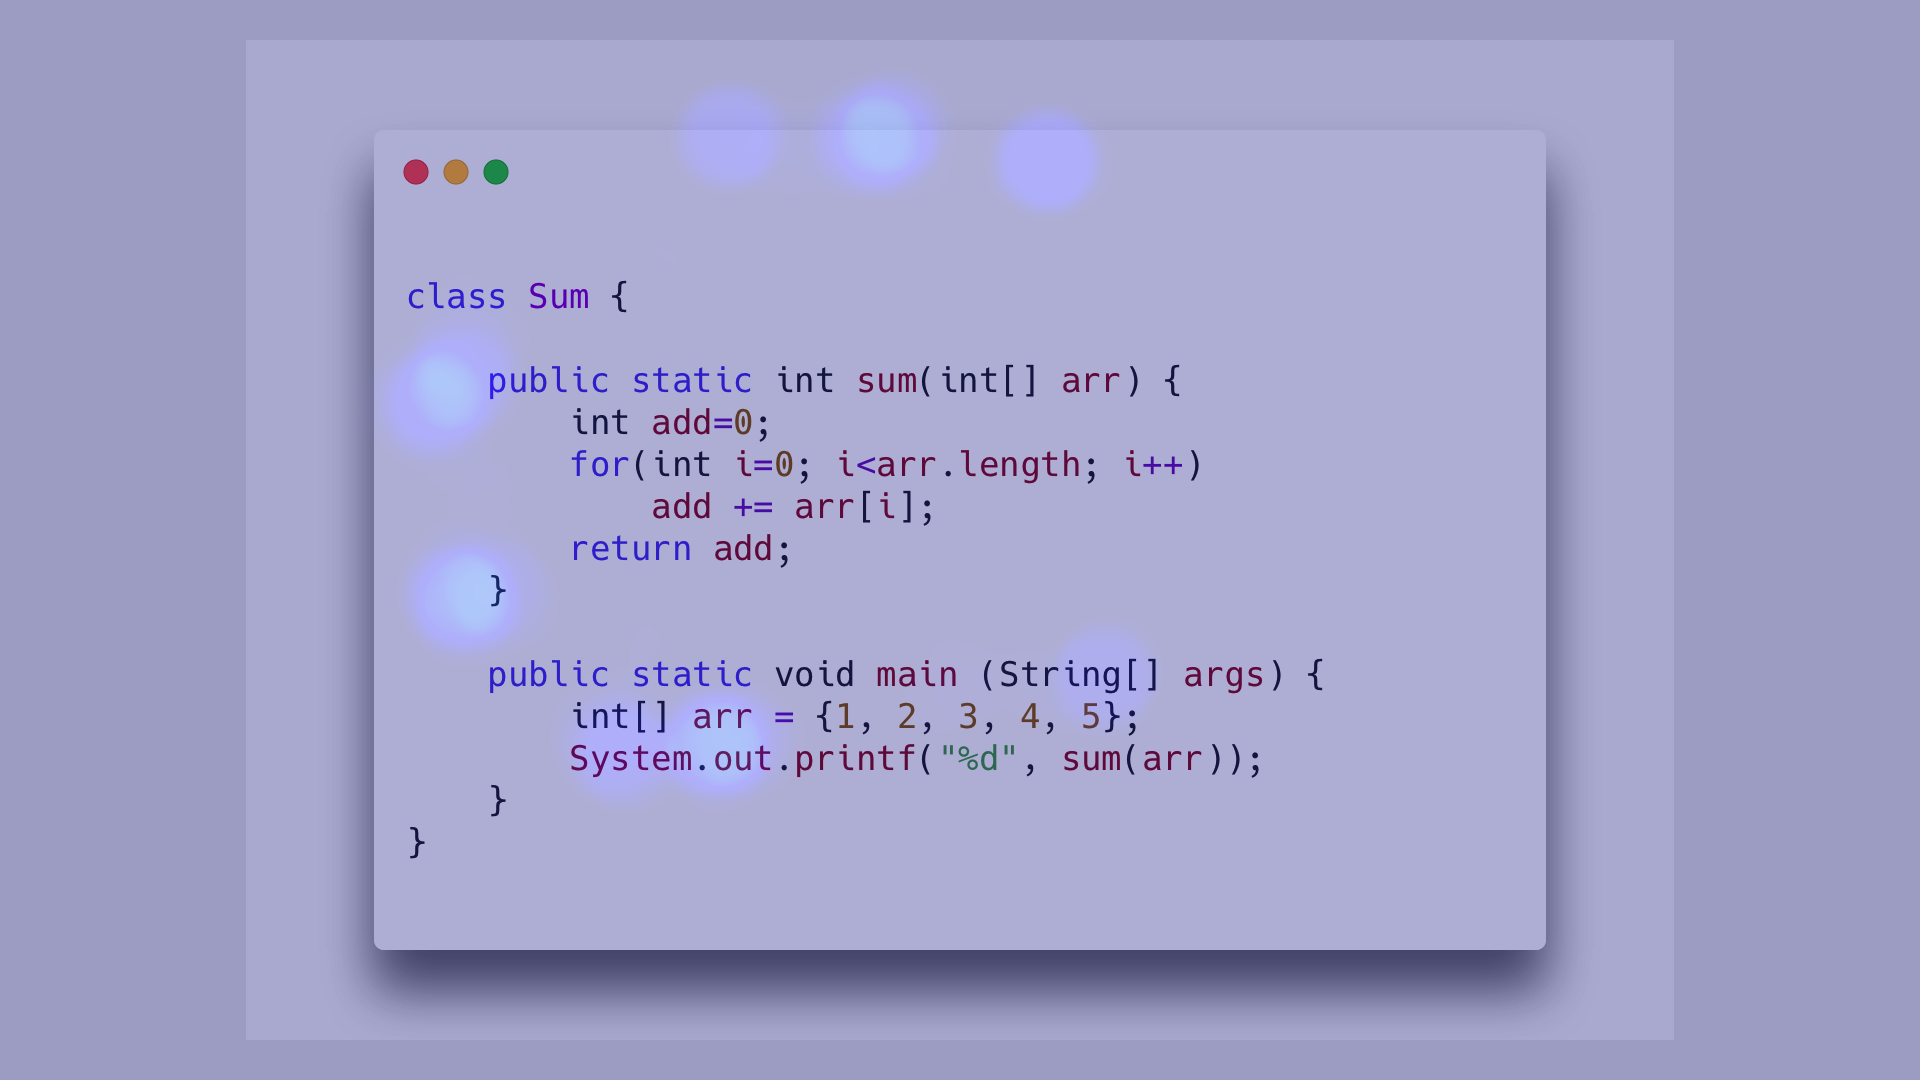 class Sum {
    public static int sum(int[] arr) {
        int add=0;
        for(int i=0; i<arr.length; i++)
            add += arr[i];
        return add;
    }
    public static void main (String[] args) {
        int[] arr = {1, 2, 3, 4, 5};
        System.out.printf("%d", sum(arr));
    }
}